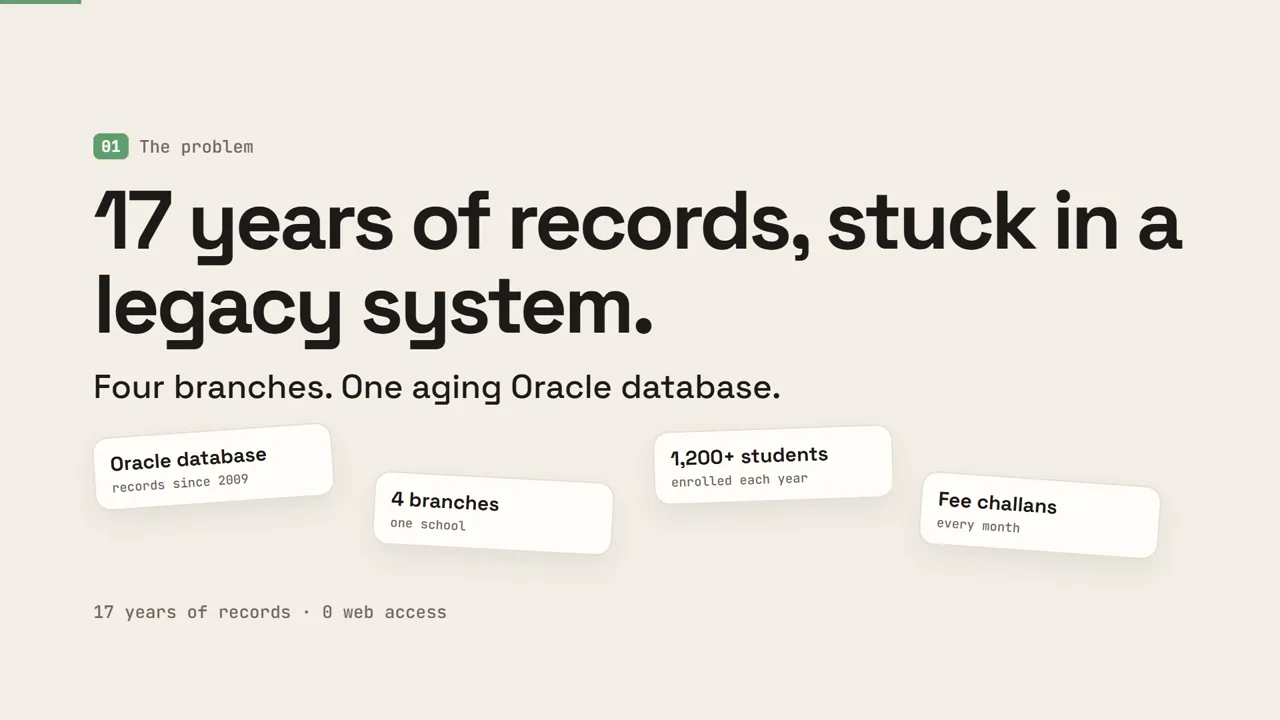 01 The problem
17 years of records, stuck in a
legacy system.
Four branches. One aging Oracle database.
Oracle database
records since 2009
4 branches
one school
1,200+ students
enrolled each year
Fee challans
every month
17 years of records · 0 web access